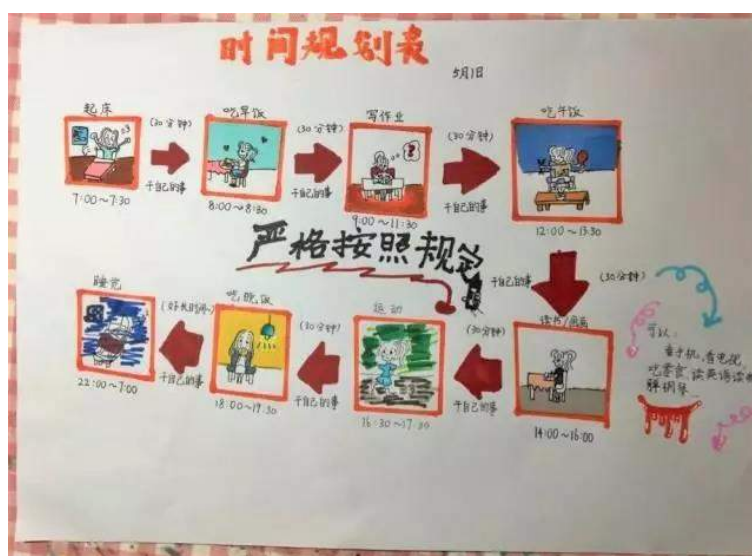 时间规划表
5月1日
起床
(30分钟)
干自己的事
7:00~7:30
吃早饭
(30分钟)
干自己的事
8:00~8:30
写作业
?
(30分钟)
干自己的事
9:00~11:30
吃午饭
12:00~13:30
严格按照规
干自己的事
(30分钟)
可以:
看手机,看电视
吃零食,读英语读
弹钢琴
读书/画画
14:00~16:00
(30分钟)
干自己的事
运动
16:30~17:30
(30分钟)
干自己的事
吃晚饭
18:00~19:30
(好长时间~)
干自己的事
睡觉
22:00~7:00